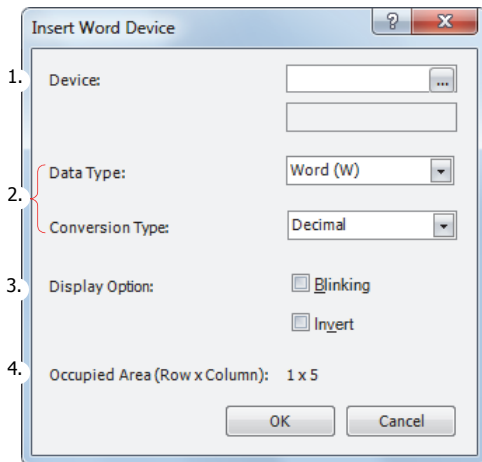 Insert Word Device
?
1. Device:
...
2. Data Type: Word (W)
Conversion Type: Decimal
3. Display Option: Blinking
Invert
4. Occupied Area (Row x Column): 1 x 5
OK Cancel